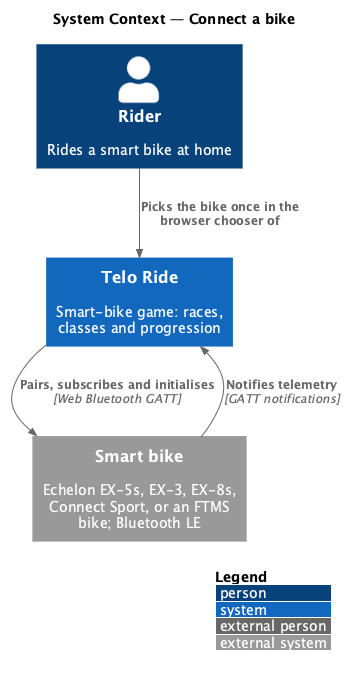 System Context — Connect a bike
Rider
Rides a smart bike at home
Picks the bike once in the
browser chooser of
Telo Ride
Smart-bike game: races,
classes and progression
Pairs, subscribes and initialises
[Web Bluetooth GATT]
Notifies telemetry
[GATT notifications]
Smart bike
Echelon EX-5s, EX-3, EX-8s,
Connect Sport, or an FTMS
bike; Bluetooth LE
Legend
person
system
external person
external system